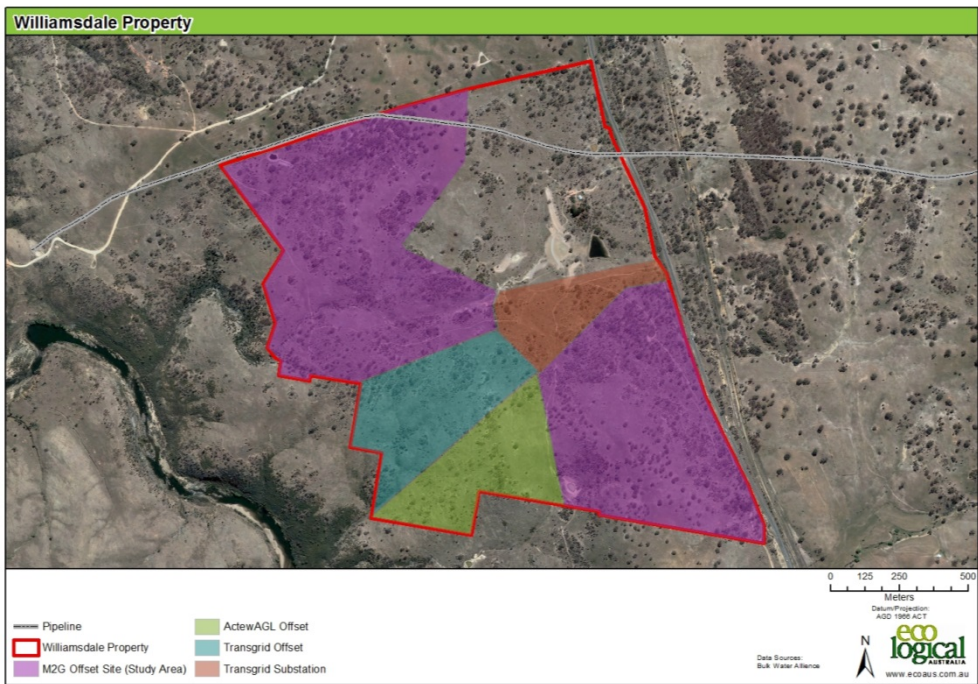 Williamsdale Property
Pipeline
Williamsdale Property
M2G Offset Site (Study Area)
ActewAGL Offset
Transgrid Offset
Transgrid Substation
0 125 250 500
Meters
Datum/Projection:
AGD 1966 ACT
Data Sources:
Bulk Water Alliance
N
eco
logical
AUSTRALIA
www.ecoaus.com.au